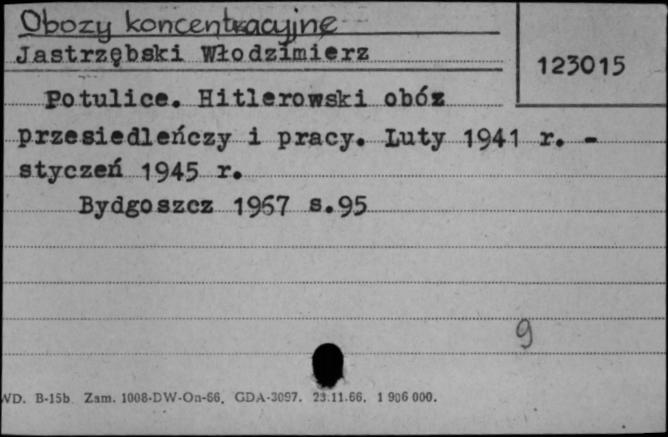 Obozy koncentracyjne
Jastrzębski Włodzimierz
123015
Potulice. Hitlerowski obóz
przesiedleńczy i pracy. Luty 1941 r. -
styczeń 1945 r.
Bydgoszcz 1967 s.95
9
WD. B-15b Zam. 1008-DW-On-66. GDA-3097. 23.11.66. 1 906 000.